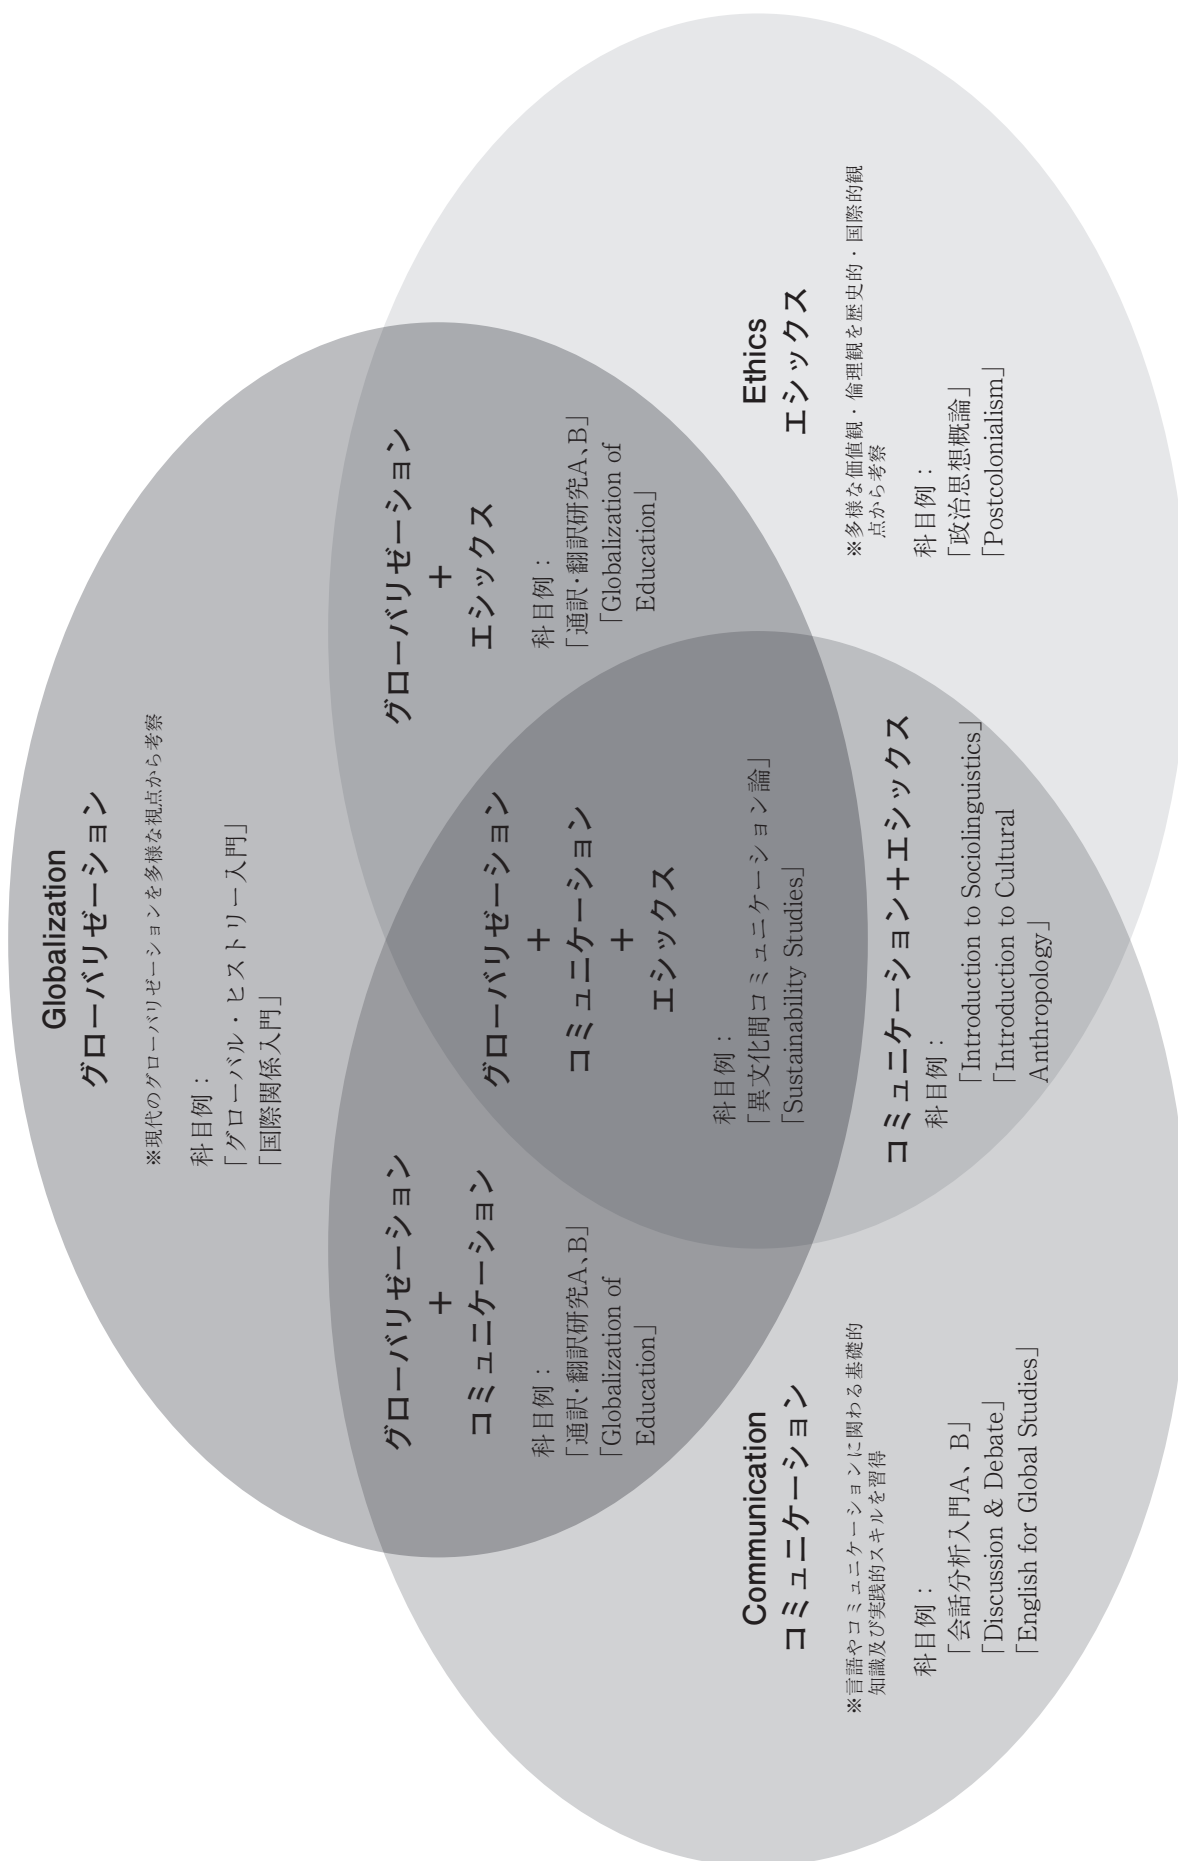 Globalization
グローバリゼーション
※現代のグローバリゼーションを多様な視点から考察
科目例：
「グローバル・ヒストリー入門」
「国際関係入門」
グローバリゼーション
＋
コミュニケーション
科目例：
「通訳・翻訳研究A、B」
「Globalization of
Education」
グローバリゼーション
＋
コミュニケーション
＋
エシックス
科目例：
「異文化間コミュニケーション論」
「Sustainability Studies」
グローバリゼーション
＋
エシックス
科目例：
「通訳・翻訳研究A、B」
「Globalization of
Education」
Communication
コミュニケーション
※言語やコミュニケーションに関わる基礎的
知識及び実践的スキルを習得
科目例：
「会話分析入門A、B」
「Discussion & Debate」
「English for Global Studies」
コミュニケーション＋エシックス
科目例：
「Introduction to Sociolinguistics」
「Introduction to Cultural
Anthropology」
Ethics
エシックス
※多様な価値観・倫理観を歴史的・国際的観
点から考察
科目例：
「政治思想概論」
「Postcolonialism」